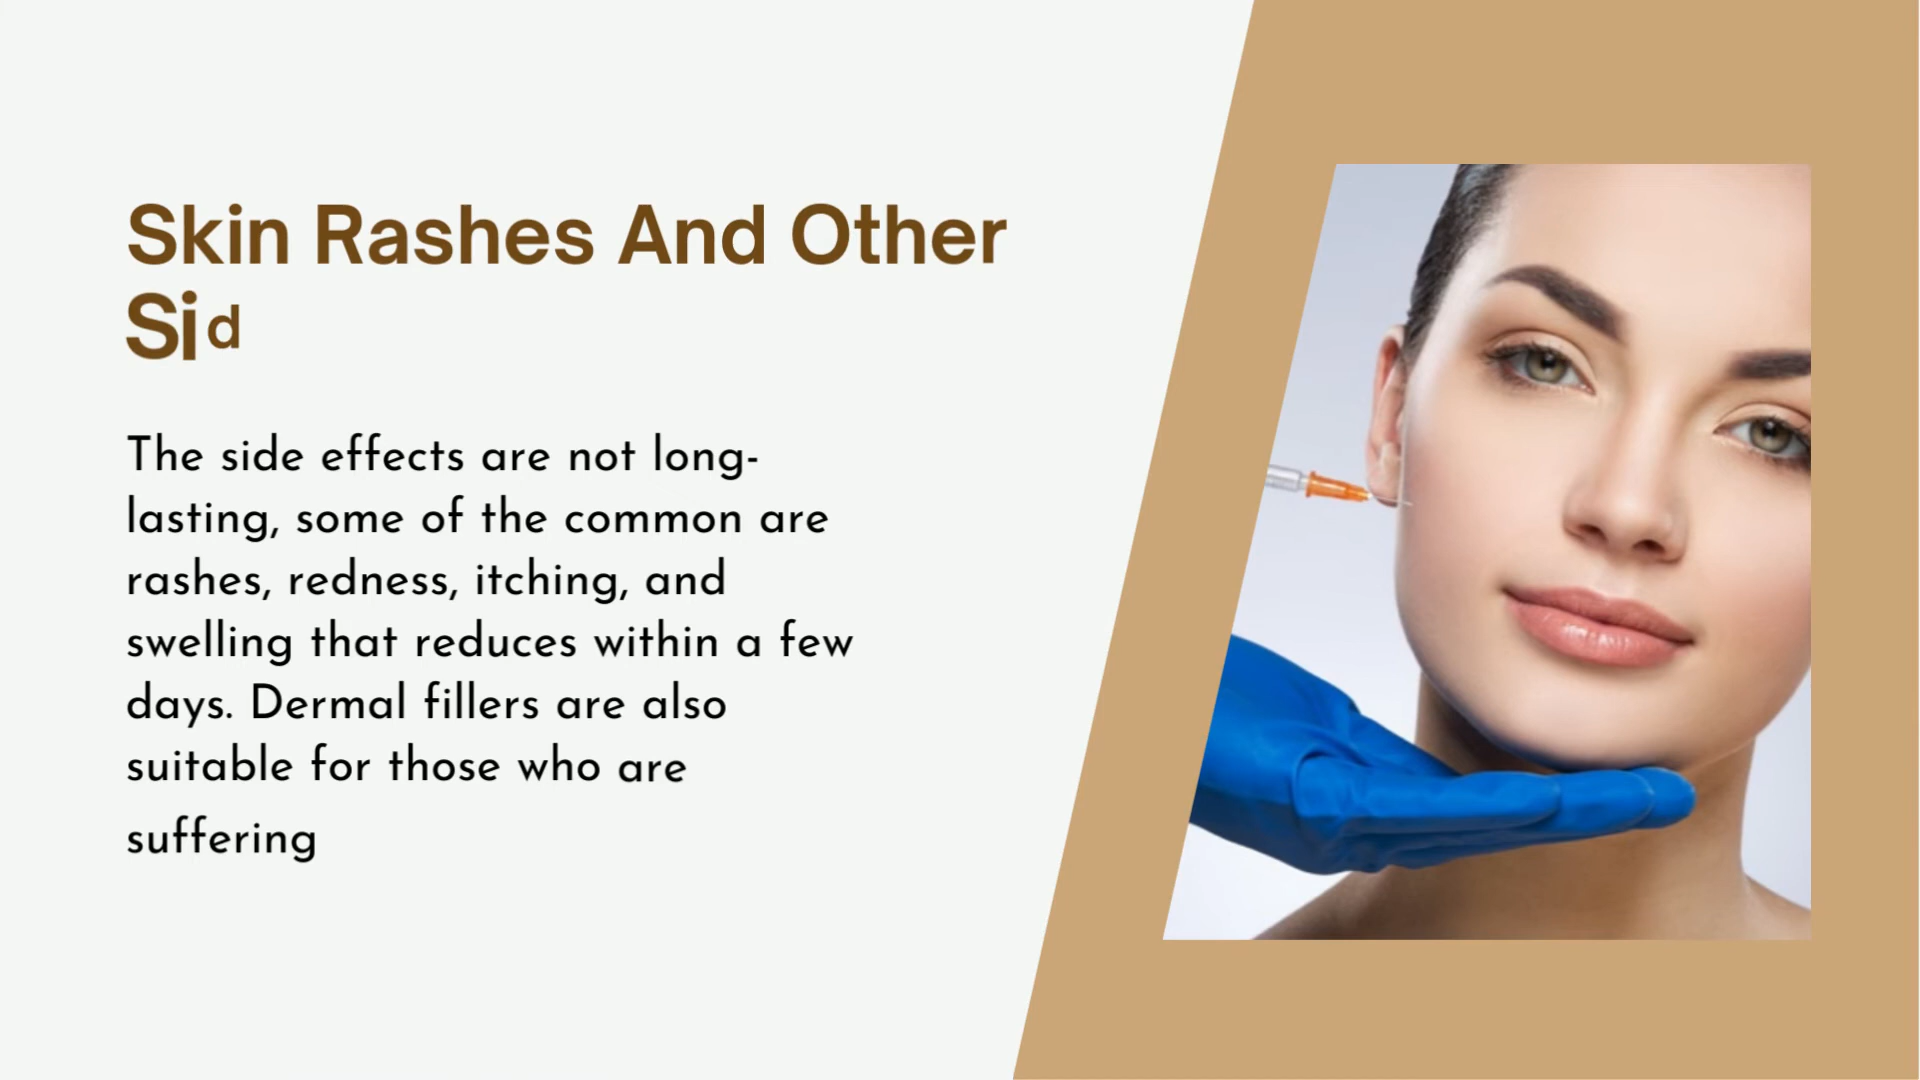 Skin Rashes And Other
Sid
The side effects are not long-
lasting, some of the common are
rashes, redness, itching, and
swelling that reduces within a few
days. Dermal fillers are also
suitable for those who are
suffering